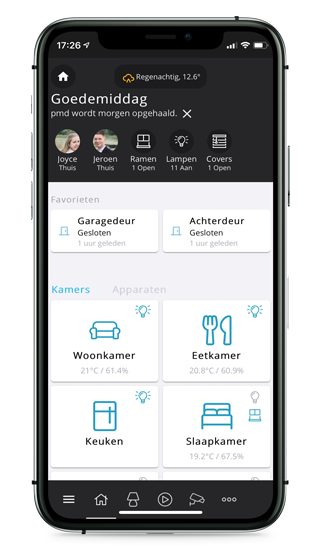 17:26
Regenachtig, 12.6°
Goedemiddag
pmd wordt morgen opgehaald.
Joyce
Thuis
Jeroen
Thuis
Ramen
1 Open
Lampen
11 Aan
Covers
1 Open
Favorieten
Garagedeur
Gesloten
1 uur geleden
Achterdeur
Gesloten
1 uur geleden
Kamers Apparaten
Woonkamer
21°C / 61.4%
Eetkamer
20.8°C / 60.9%
Keuken
Slaapkamer
19.2°C / 67.5%